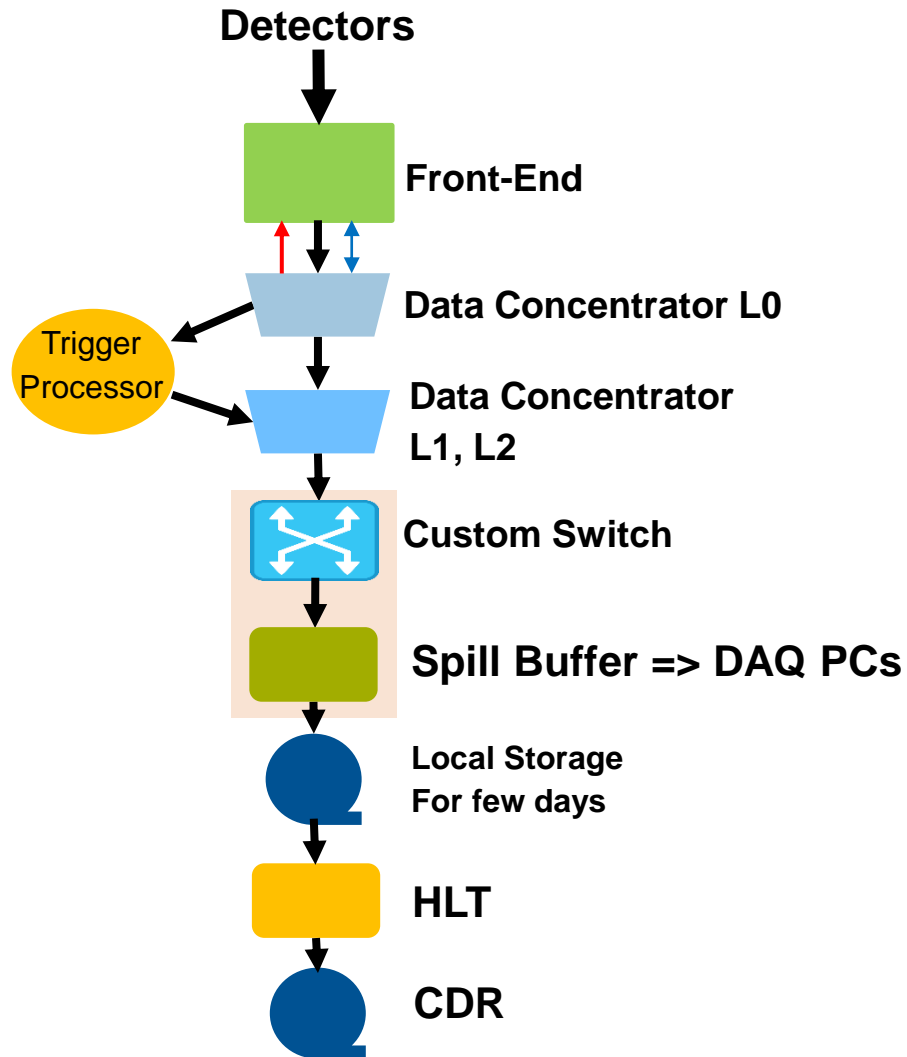 Detectors
Front-End
Data Concentrator L0
Trigger
Processor
Data Concentrator
L1, L2
Custom Switch
Spill Buffer => DAQ PCs
Local Storage
For few days
HLT
CDR